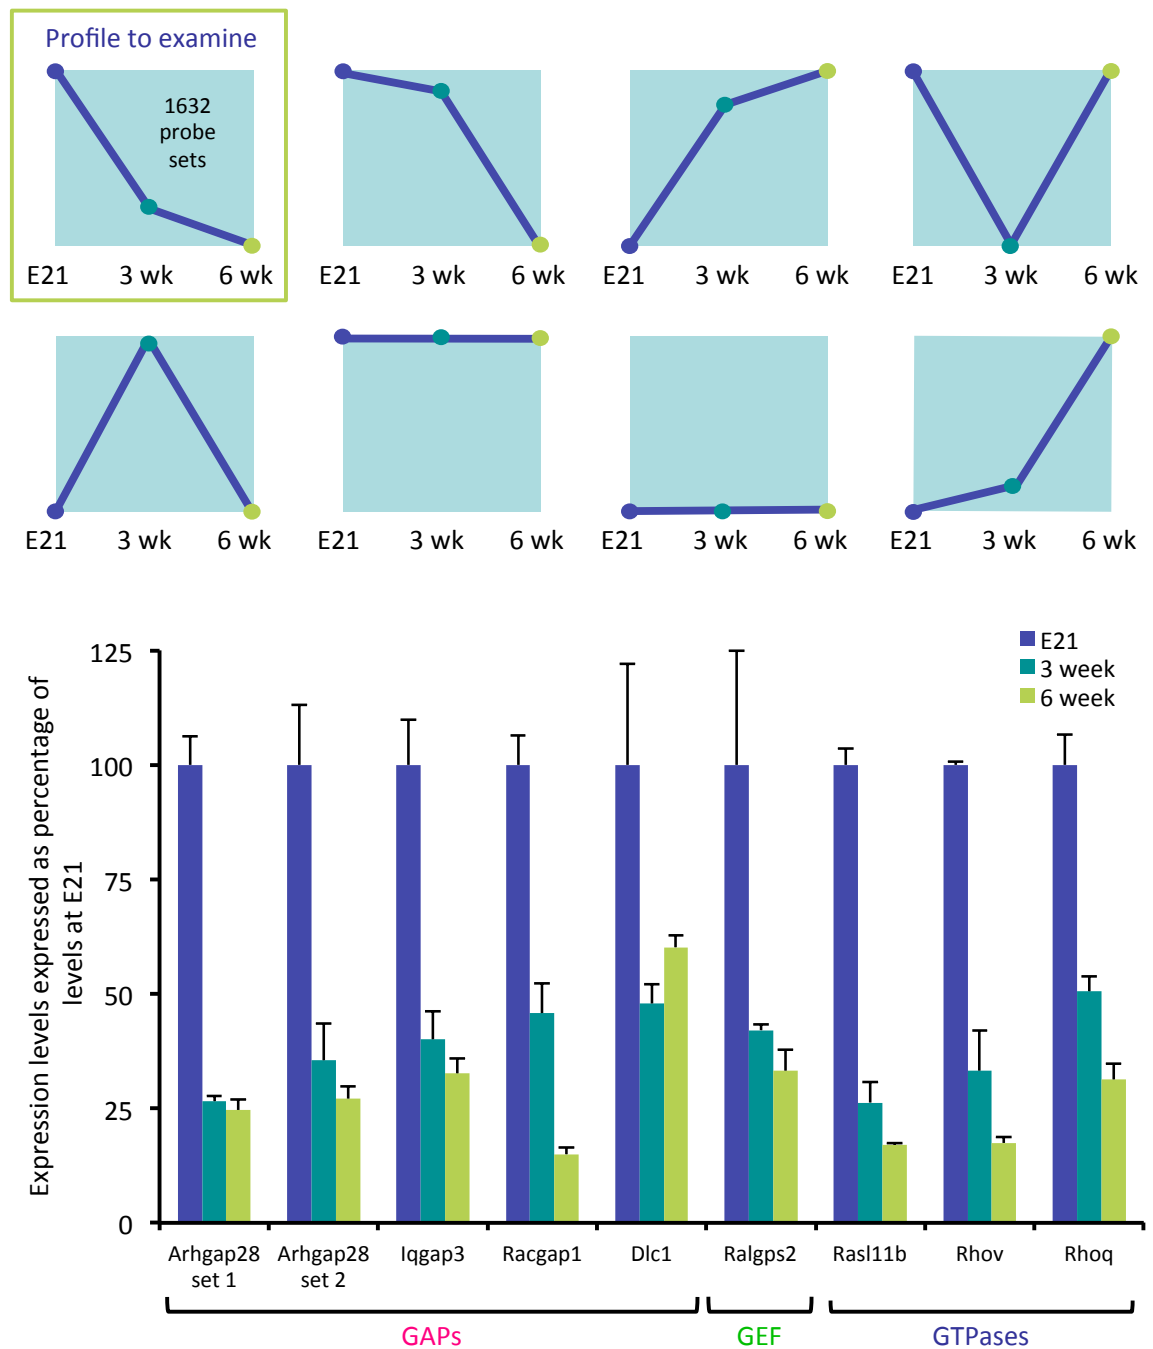 Profile to examine
1632
probe
sets
E21 3 wk 6 wk
E21 3 wk 6 wk
E21 3 wk 6 wk
E21 3 wk 6 wk
E21 3 wk 6 wk
E21 3 wk 6 wk
E21 3 wk 6 wk
E21 3 wk 6 wk
Expression levels expressed as percentage of
levels at E21
125
100
75
50
25
0
E21
3 week
6 week
Arhgap28
set 1
Arhgap28
set 2
Iqgap3
Racgap1
Dlc1
Ralgps2
Rasl11b
Rhov
Rhoq
GAPs
GEF
GTPases